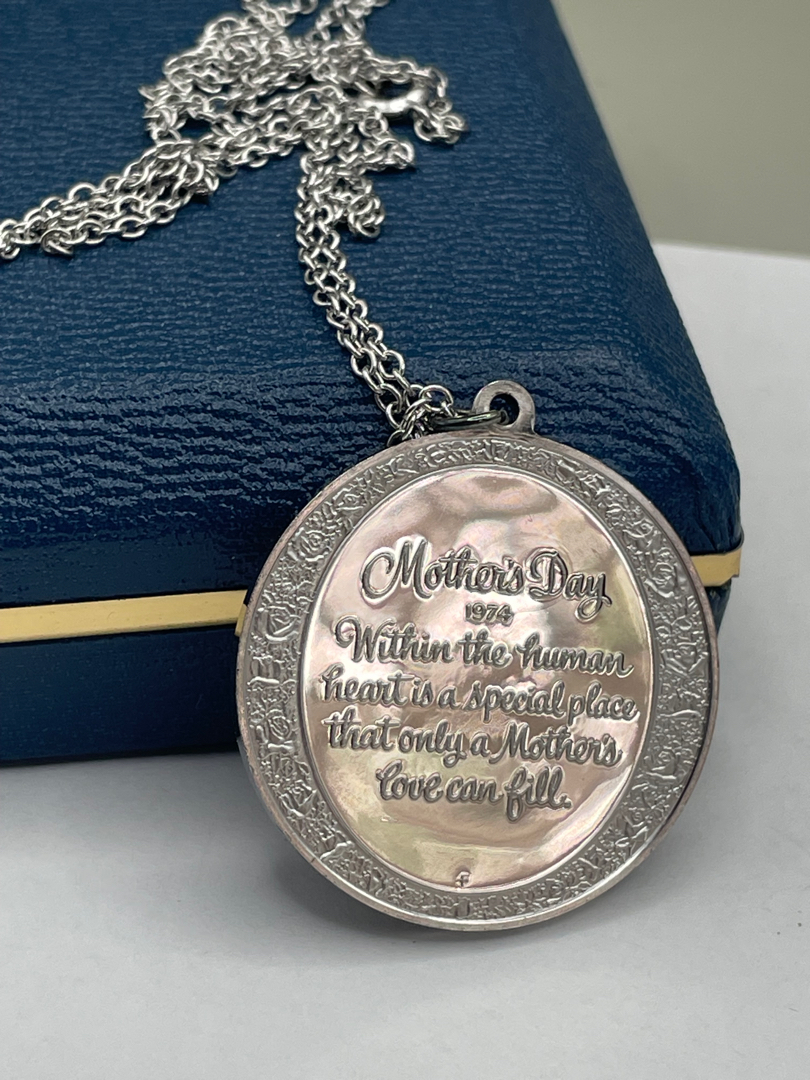 Mother's Day
1974
Within the human
heart is a special place
that only a Mother's
love can fill.